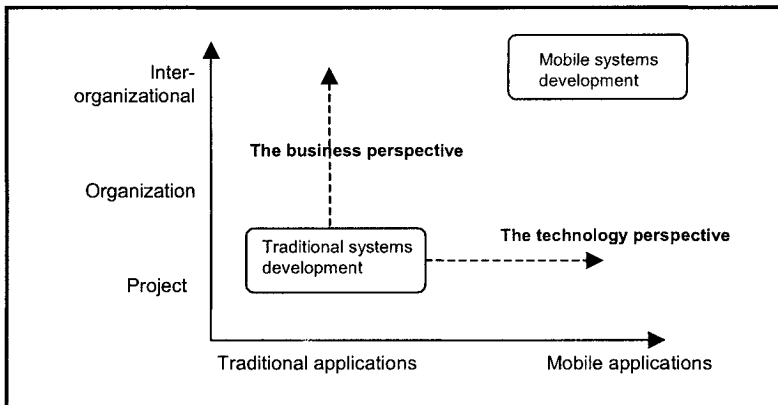 Inter-
organizational
Mobile systems
development
The business perspective
Organization
Traditional systems
development
The technology perspective
Project
Traditional applications
Mobile applications